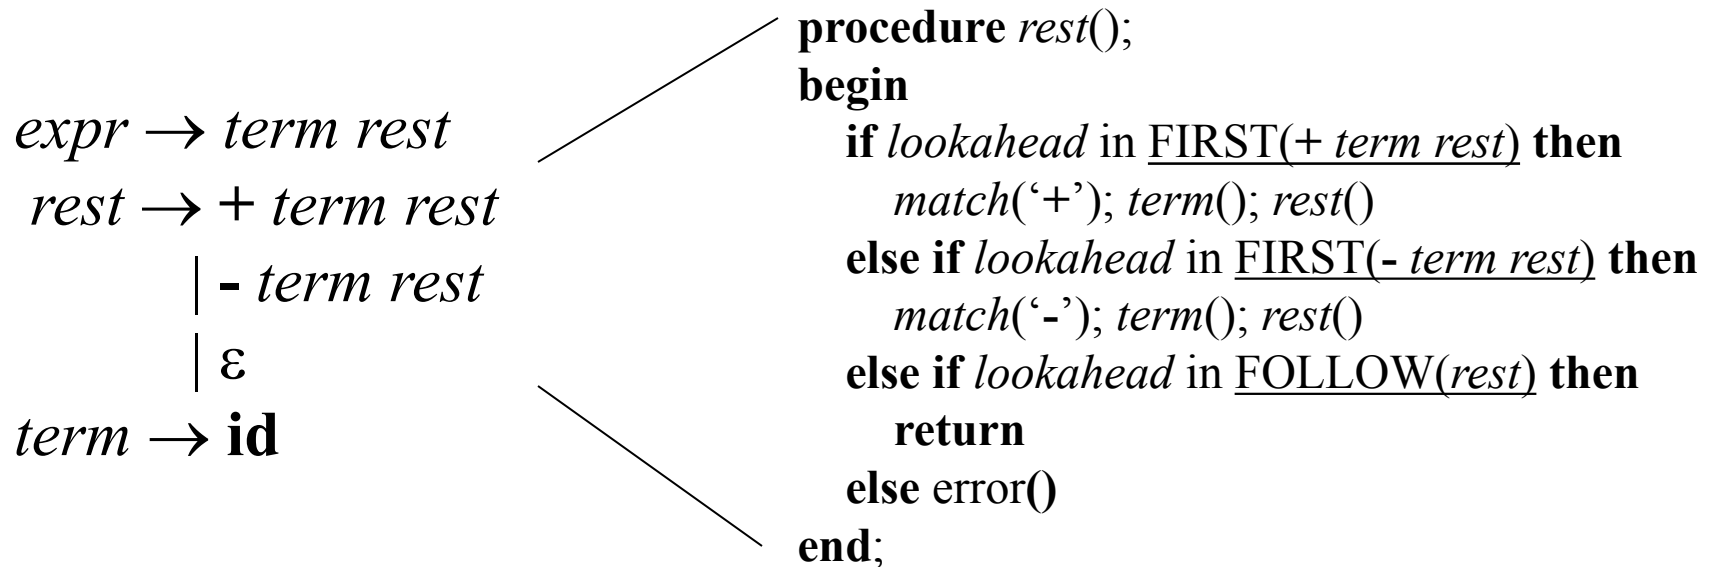 expr → term rest
rest → + term rest
| - term rest
| ε
term → id
procedure rest();
begin
if lookahead in FIRST(+ term rest) then
match(‘+’); term(); rest()
else if lookahead in FIRST(- term rest) then
match(‘-’); term(); rest()
else if lookahead in FOLLOW(rest) then
return
else error()
end;